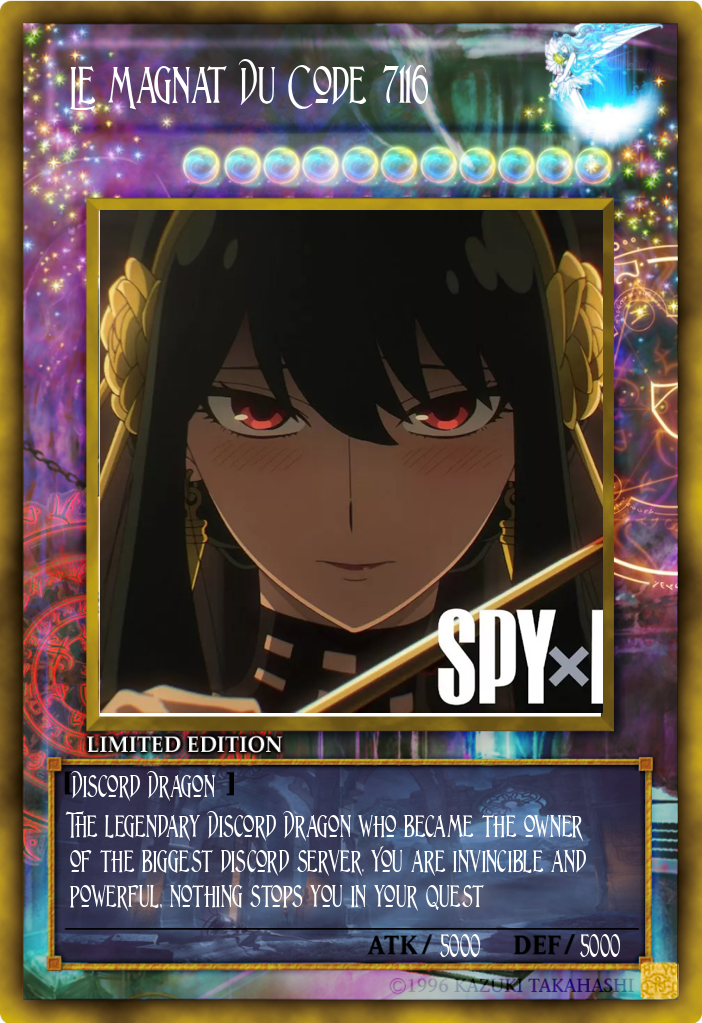 Le magnat Du Code 7116
SPY×
LIMITED EDITION
[Discord Dragon]
The legendary Discord Dragon who became the owner
of the biggest discord server. You are invincible and
powerful. nothing stops you in your quest
ATK/ 5000 DEF/ 5000
©1996 KAZUKI TAKAHASHI